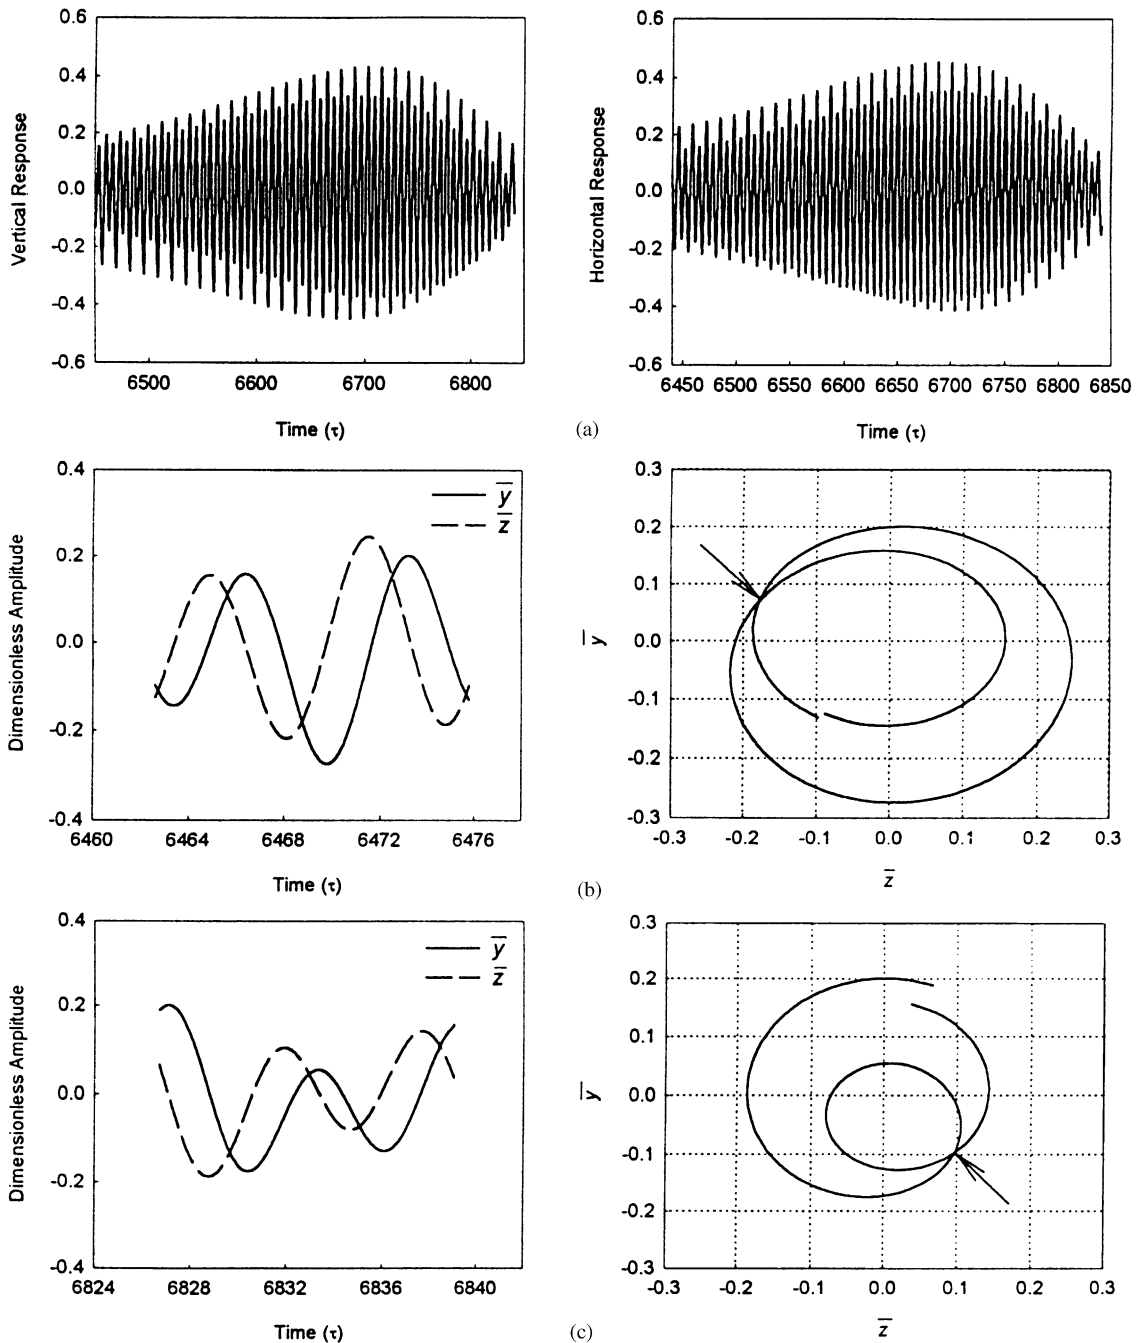 0.6
0.4
0.2
0.0
-0.2
-0.4
-0.6
Vertical Response
6500 6600 6700 6800
Time (τ)
0.6
0.4
0.2
0.0
-0.2
-0.4
-0.6
Horizontal Response
6450 6500 6550 6600 6650 6700 6750 6800 6850
Time (τ)
(a)
0.4
0.2
0.0
-0.2
-0.4
Dimensionless Amplitude
y̅
z̅
6460 6464 6468 6472 6476
Time (τ)
0.3
0.2
0.1
0.0
-0.1
-0.2
-0.3
y̅
-0.3 -0.2 -0.1 0.0 0.1 0.2 0.3
z̅
(b)
0.4
0.2
0.0
-0.2
-0.4
Dimensionless Amplitude
y̅
z̅
6824 6828 6832 6836 6840
Time (τ)
0.3
0.2
0.1
0.0
-0.1
-0.2
-0.3
y̅
-0.3 -0.2 -0.1 0.0 0.1 0.2 0.3
z̅
(c)